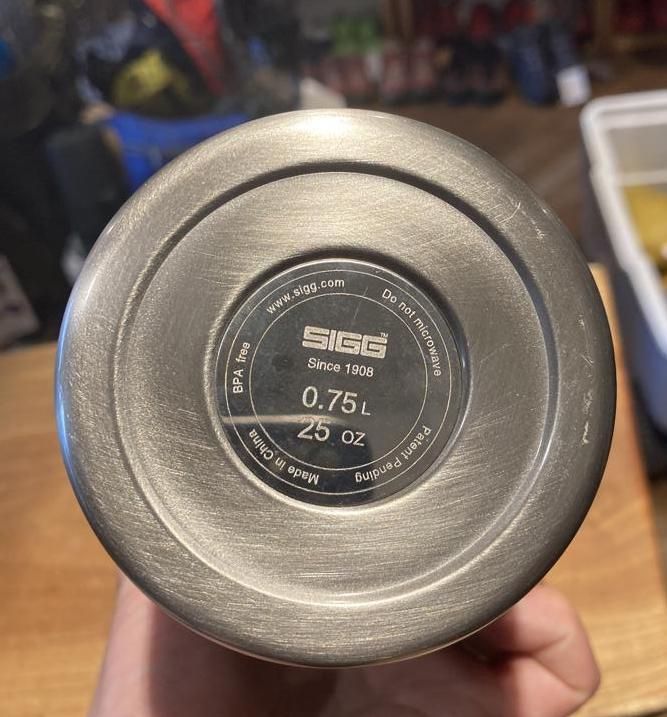 www.sigg.com
Do not microwave
SIGG™
Since 1908
0.75 L
25 OZ
BPA free
Made in China
Patent Pending